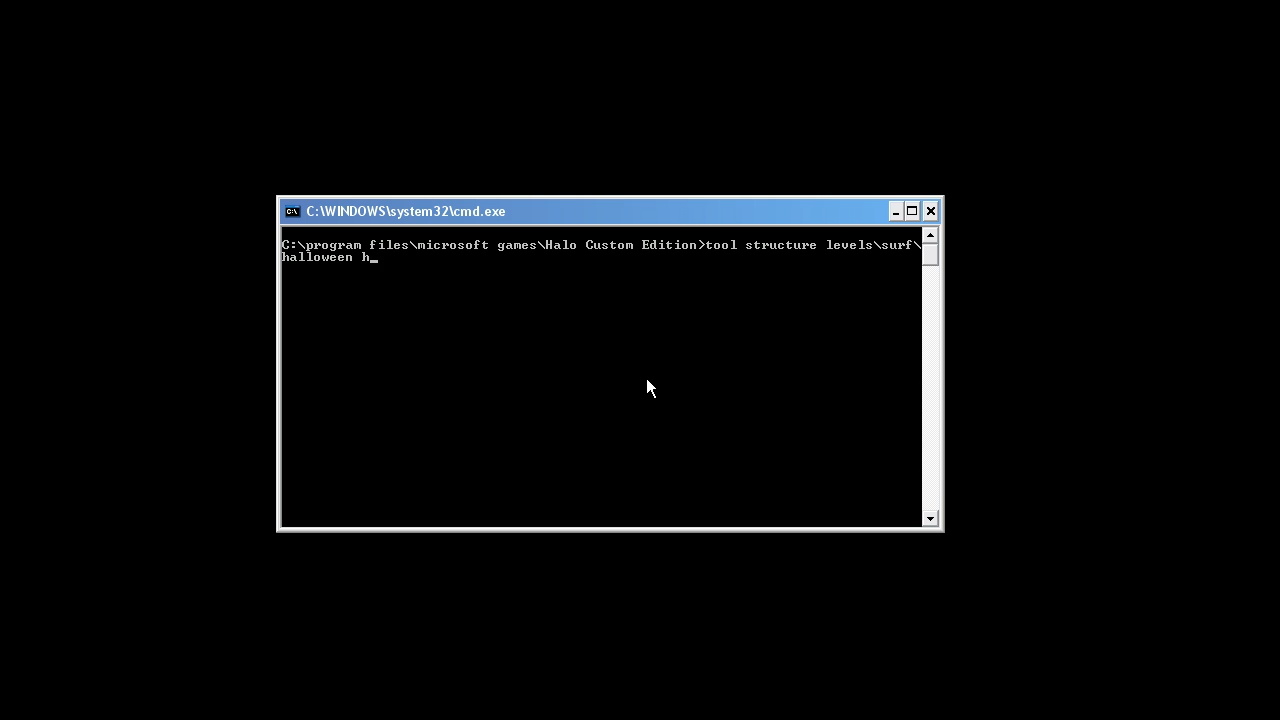 C:\WINDOWS\system32\cmd.exe
C:\program files\microsoft games\Halo Custom Edition>tool structure levels\surf\
halloween h_